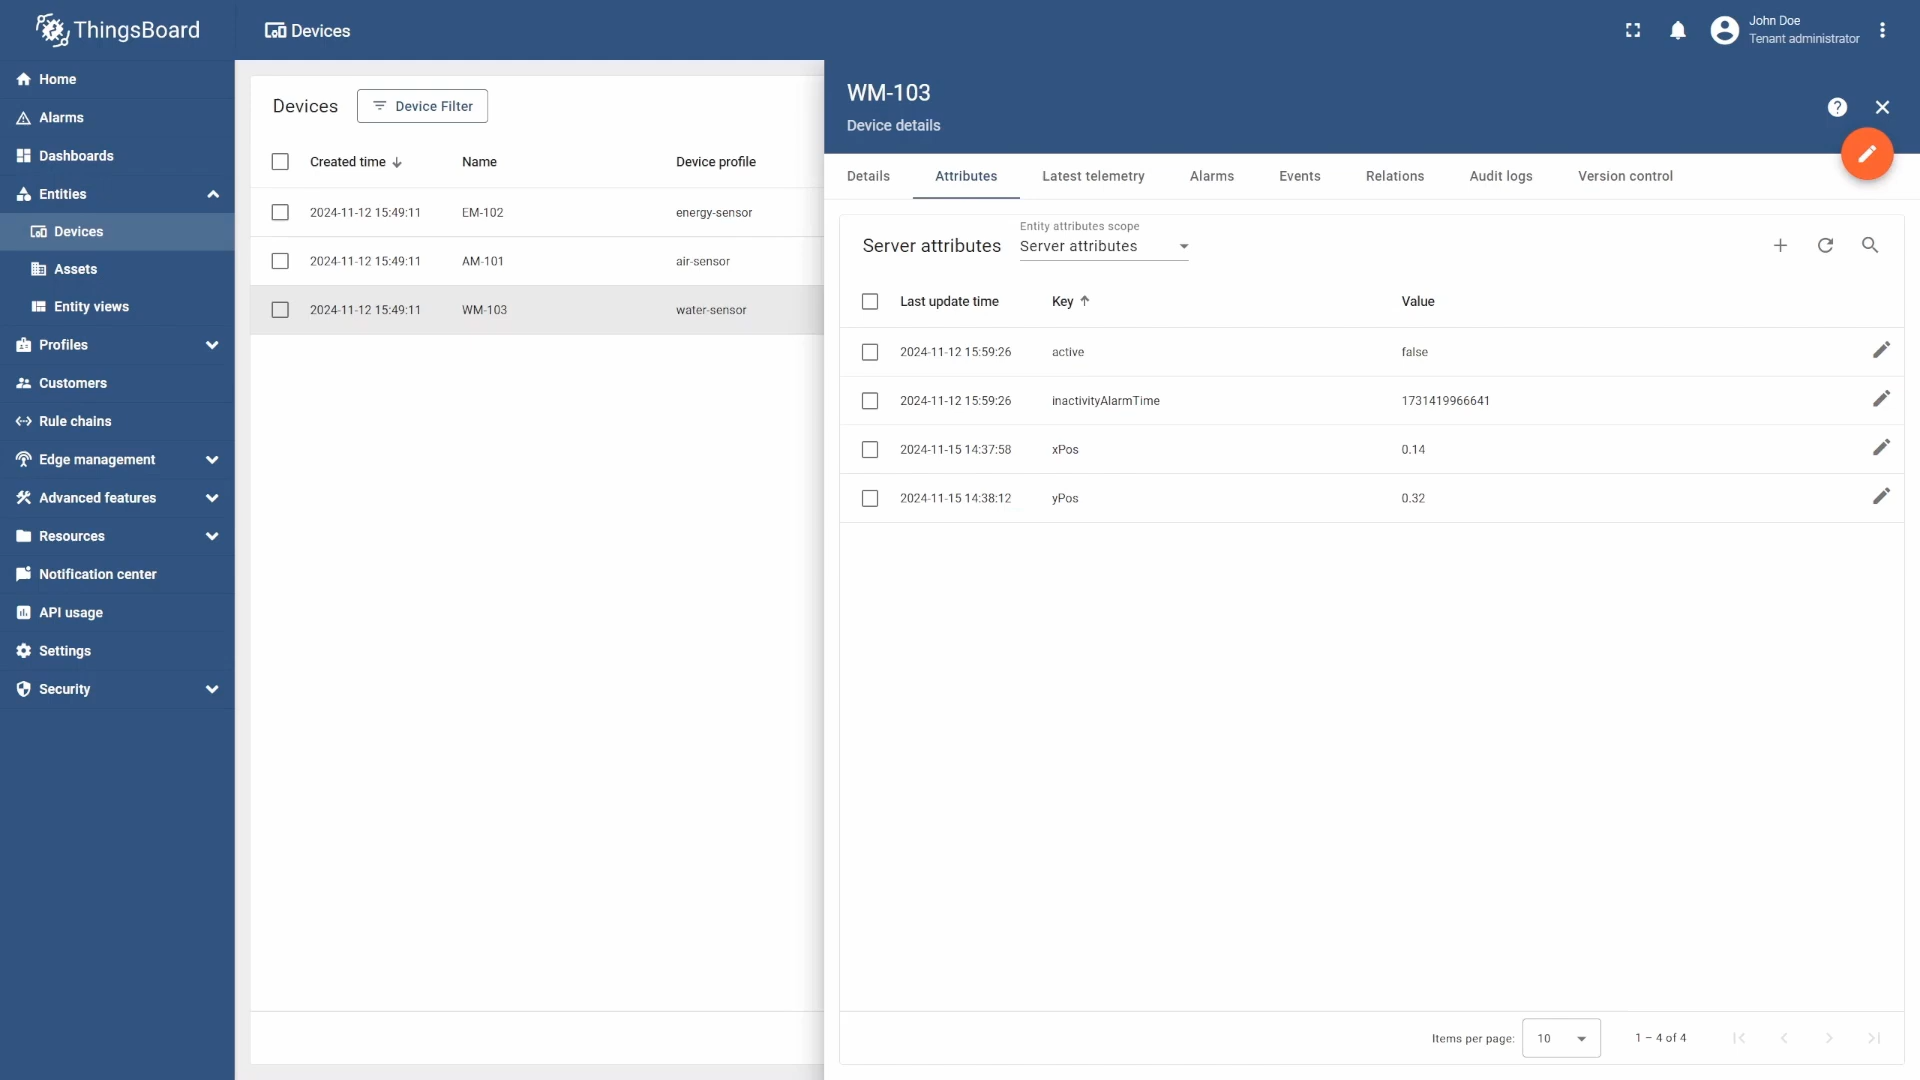 ThingsBoard
Devices
John Doe
Tenant administrator
Home
Alarms
Dashboards
Entities
Devices
Assets
Entity views
Profiles
Customers
Rule chains
Edge management
Advanced features
Resources
Notification center
API usage
Settings
Security
Devices
Device Filter
Created time Name Device profile
2024-11-12 15:49:11 EM-102 energy-sensor
2024-11-12 15:49:11 AM-101 air-sensor
2024-11-12 15:49:11 WM-103 water-sensor
WM-103
Device details
Details Attributes Latest telemetry Alarms Events Relations Audit logs Version control
Entity attributes scope
Server attributes Server attributes
Last update time Key Value
2024-11-12 15:59:26 active false
2024-11-12 15:59:26 inactivityAlarmTime 1731419966641
2024-11-15 14:37:58 xPos 0.14
2024-11-15 14:38:12 yPos 0.32
Items per page: 10 1 – 4 of 4